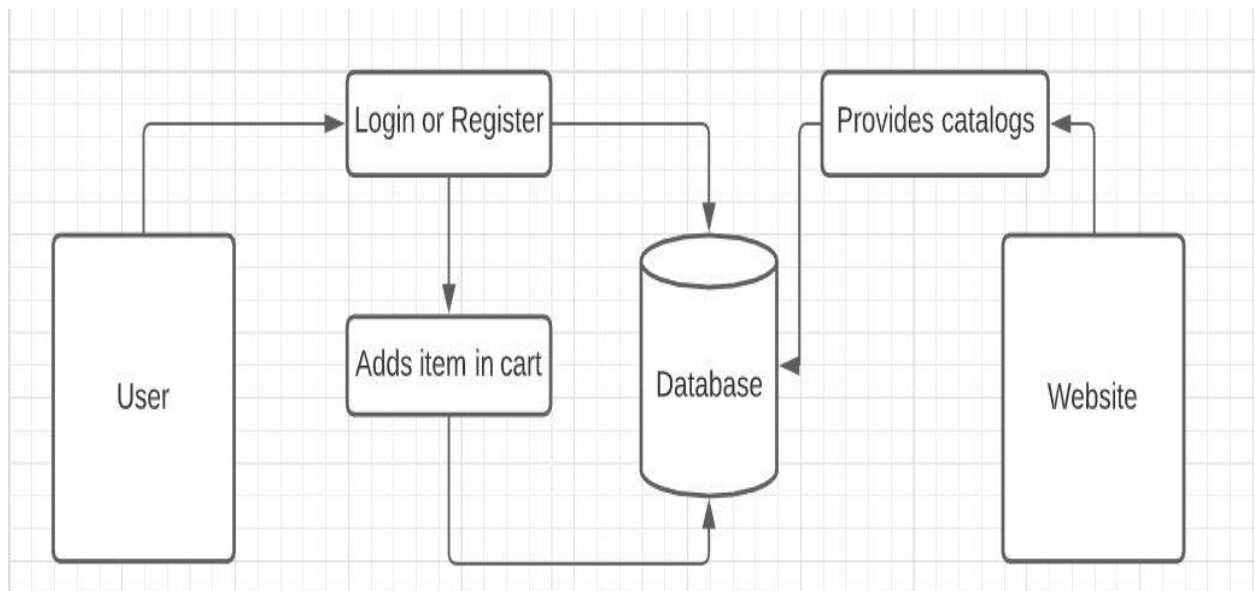 Login or Register
Provides catalogs
Adds item in cart
User
Database
Website